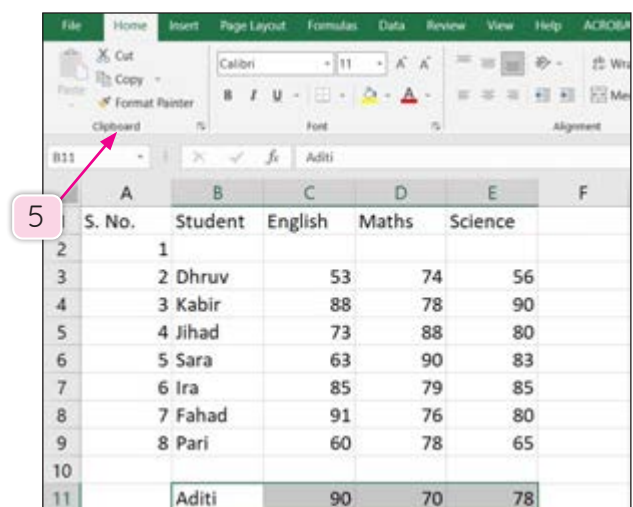 File Home Insert Page Layout Formulas Data Review View Help ACROBA
Cut
Copy
Format Painter
Paste
Calibri 11 A A
B I U A
Wra
Me
Clipboard Font Alignment
B11 fx Aditi
A B C D E F
5
S. No. Student English Maths Science
2 1
3 2 Dhruv 53 74 56
4 3 Kabir 88 78 90
5 4 Jihad 73 88 80
6 5 Sara 63 90 83
7 6 Ira 85 79 85
8 7 Fahad 91 76 80
9 8 Pari 60 78 65
10
11 Aditi 90 70 78